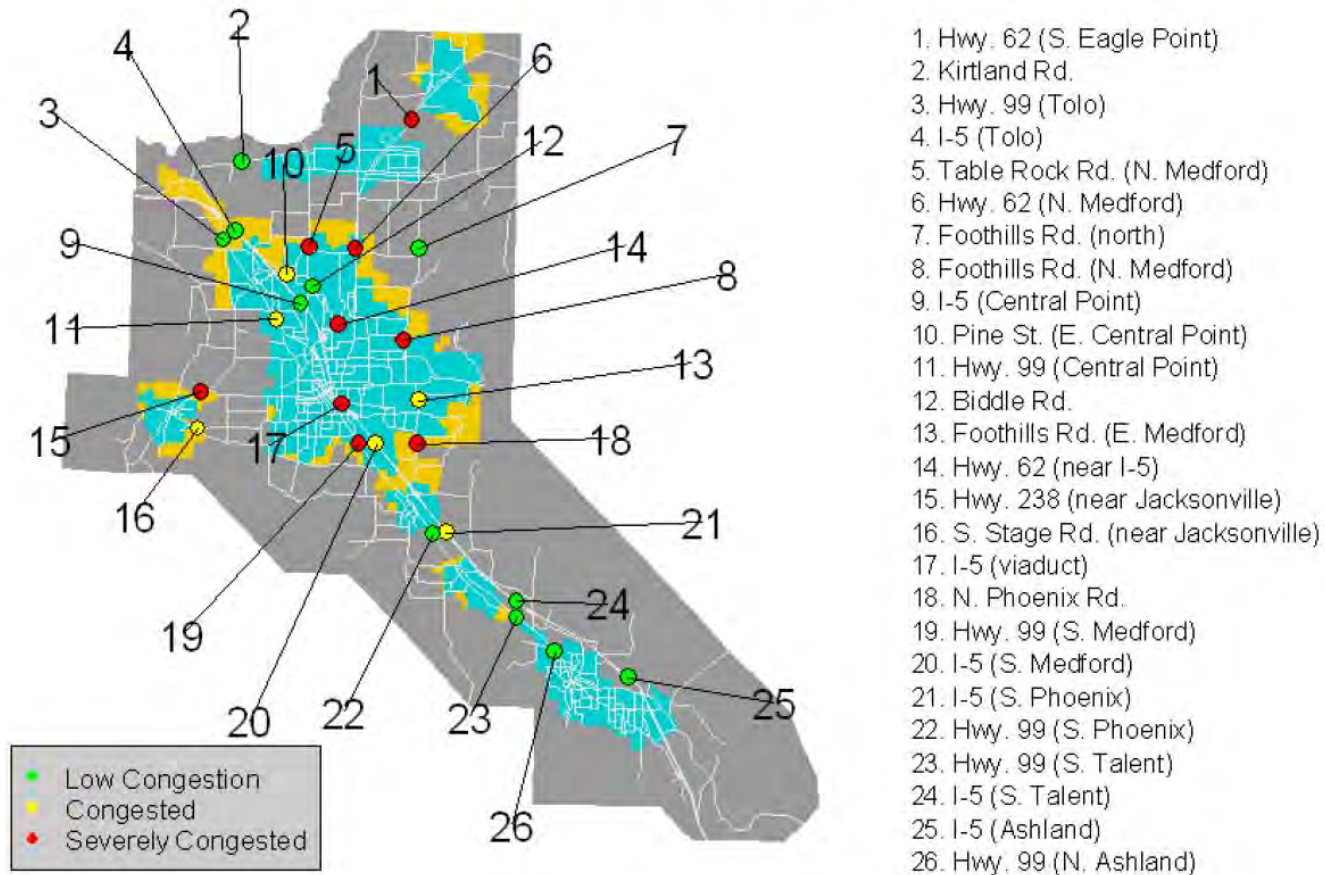 2
4
6
1
3
12
7
10
5
9
14
8
11
13
15
17
18
16
21
19
24
20
22
23
25
26
Low Congestion
Congested
Severely Congested
1. Hwy. 62 (S. Eagle Point)
2. Kirtland Rd.
3. Hwy. 99 (Tolo)
4. I-5 (Tolo)
5. Table Rock Rd. (N. Medford)
6. Hwy. 62 (N. Medford)
7. Foothills Rd. (north)
8. Foothills Rd. (N. Medford)
9. I-5 (Central Point)
10. Pine St. (E. Central Point)
11. Hwy. 99 (Central Point)
12. Biddle Rd.
13. Foothills Rd. (E. Medford)
14. Hwy. 62 (near I-5)
15. Hwy. 238 (near Jacksonville)
16. S. Stage Rd. (near Jacksonville)
17. I-5 (viaduct)
18. N. Phoenix Rd.
19. Hwy. 99 (S. Medford)
20. I-5 (S. Medford)
21. I-5 (S. Phoenix)
22. Hwy. 99 (S. Phoenix)
23. Hwy. 99 (S. Talent)
24. I-5 (S. Talent)
25. I-5 (Ashland)
26. Hwy. 99 (N. Ashland)